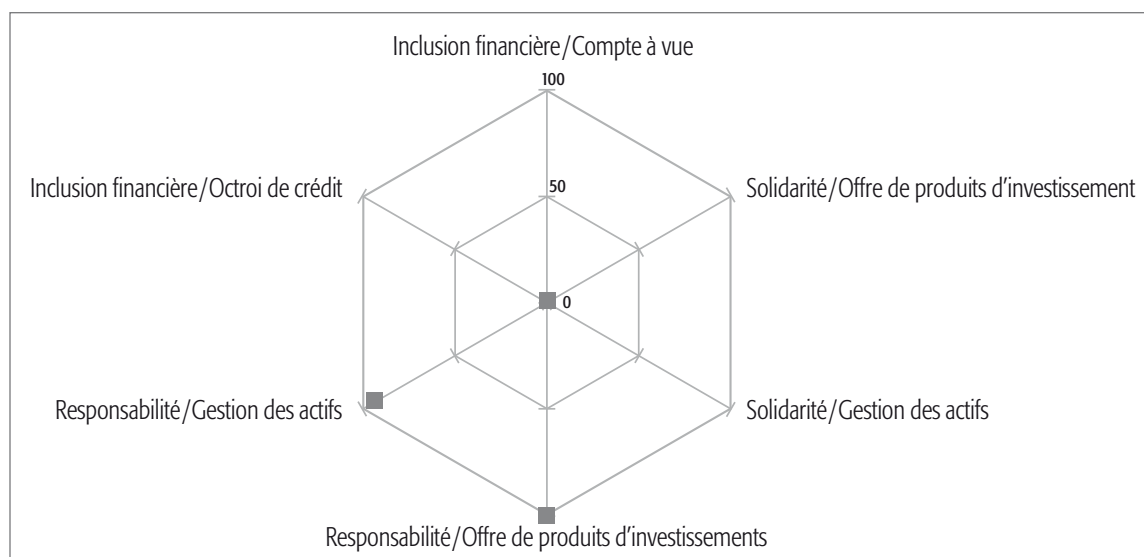 Inclusion financière/Compte à vue
100
Inclusion financière/Octroi de crédit
50
Solidarité/Offre de produits d’investissement
0
Responsabilité/Gestion des actifs
Solidarité/Gestion des actifs
Responsabilité/Offre de produits d’investissements